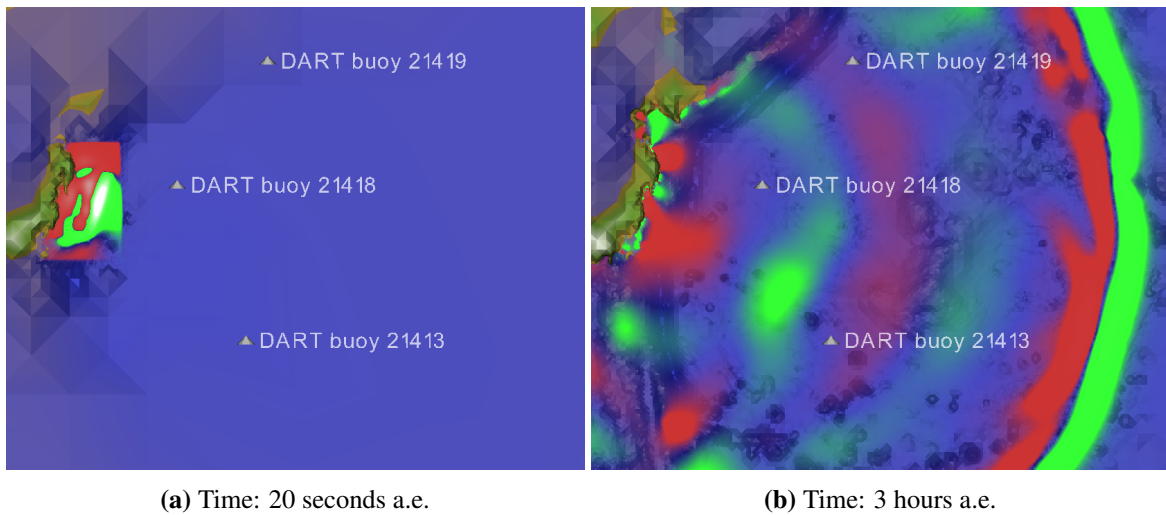 DART buoy 21419
DART buoy 21418
DART buoy 21413
DART buoy 21419
DART buoy 21418
DART buoy 21413
(a) Time: 20 seconds a.e.
(b) Time: 3 hours a.e.